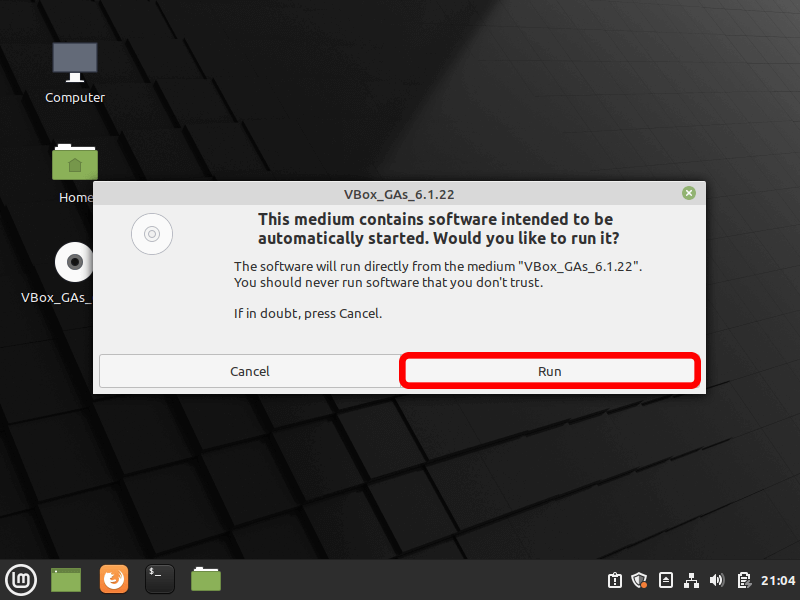 Computer
Home
VBox_GAs_
VBox_GAs_6.1.22
This medium contains software intended to be
automatically started. Would you like to run it?
The software will run directly from the medium "VBox_GAs_6.1.22".
You should never run software that you don't trust.
If in doubt, press Cancel.
Cancel
Run
lm
$_
21:04